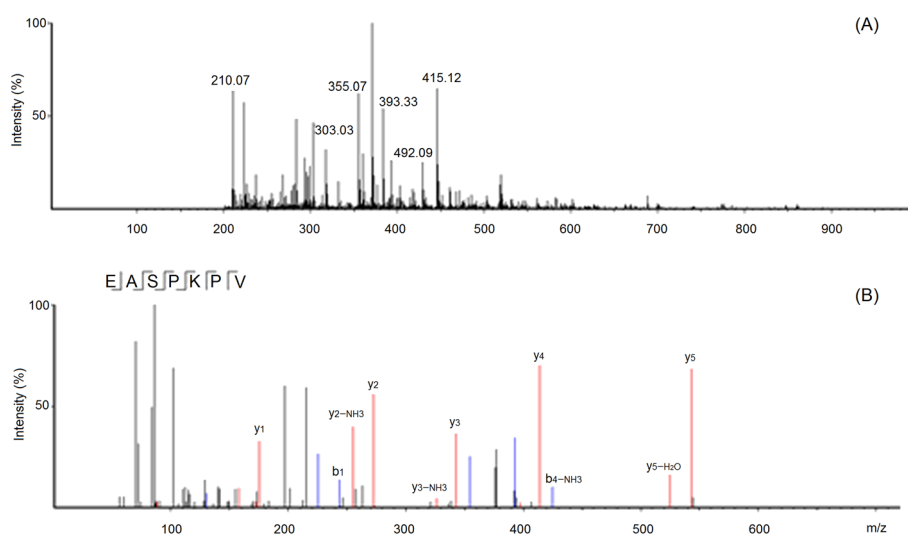 (A)
Intensity (%)
100
50
210.07
303.03
355.07
393.33
492.09
415.12
100 200 300 400 500 600 700 800 900
(B)
E A S P K P V
Intensity (%)
100
50
y1
b1
y2-NH3
y2
y3-NH3
y3
y4
b4-NH3
y5-H2O
y5
100 200 300 400 500 600 m/z